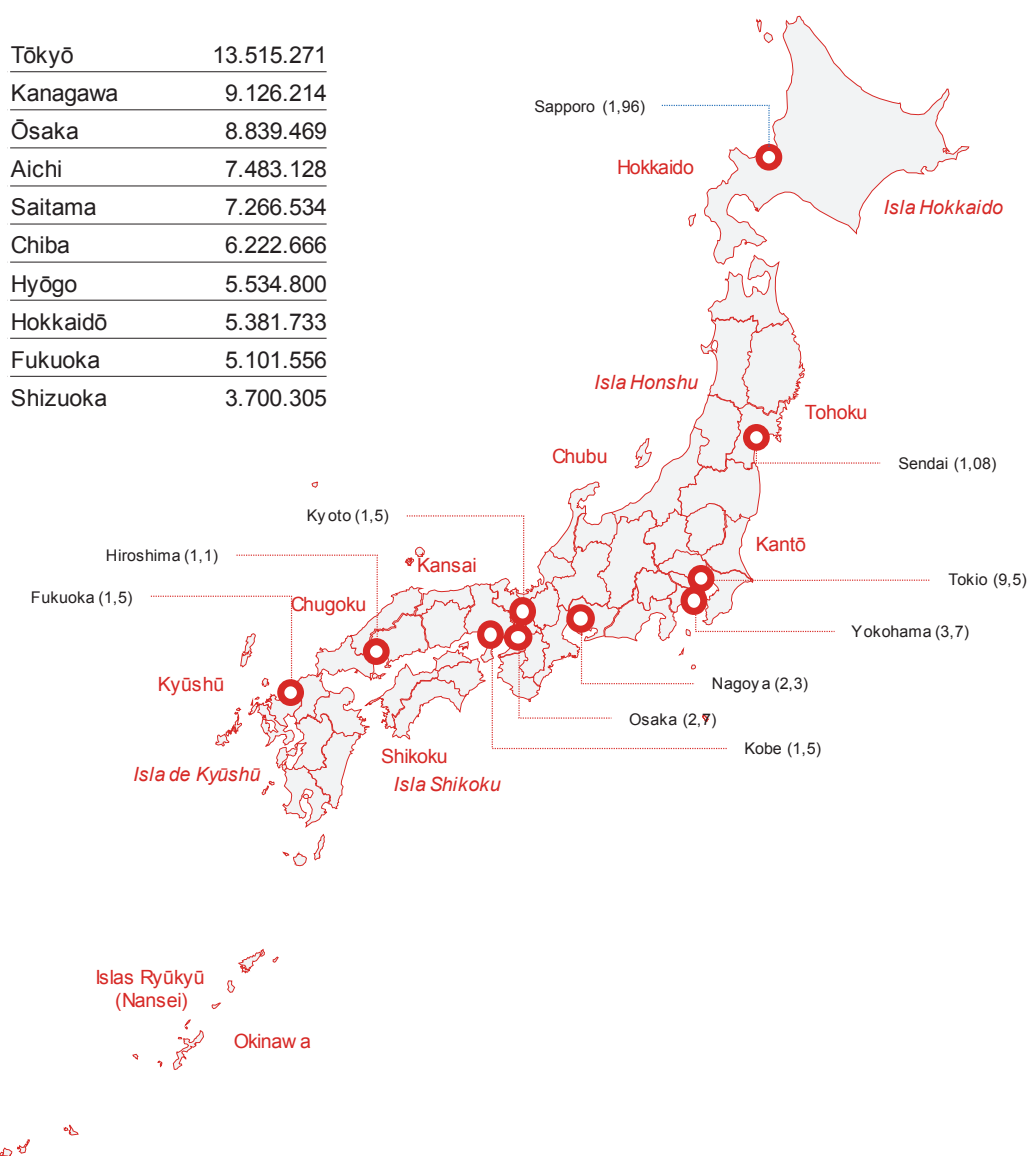 Tōkyō 13.515.271
Kanagawa 9.126.214
Ōsaka 8.839.469
Aichi 7.483.128
Saitama 7.266.534
Chiba 6.222.666
Hyōgo 5.534.800
Hokkaidō 5.381.733
Fukuoka 5.101.556
Shizuoka 3.700.305
Sapporo (1,96)
Hokkaido
Isla Hokkaido
Isla Honshu
Tohoku
Chubu
Sendai (1,08)
Kyoto (1,5)
Kantō
Hiroshima (1,1)
Kansai
Tokio (9,5)
Fukuoka (1,5)
Chugoku
Yokohama (3,7)
Kyūshū
Nagoya (2,3)
Osaka (2,7)
Kobe (1,5)
Shikoku
Isla de Kyūshū
Isla Shikoku
Islas Ryūkyū
(Nansei)
Okinawa